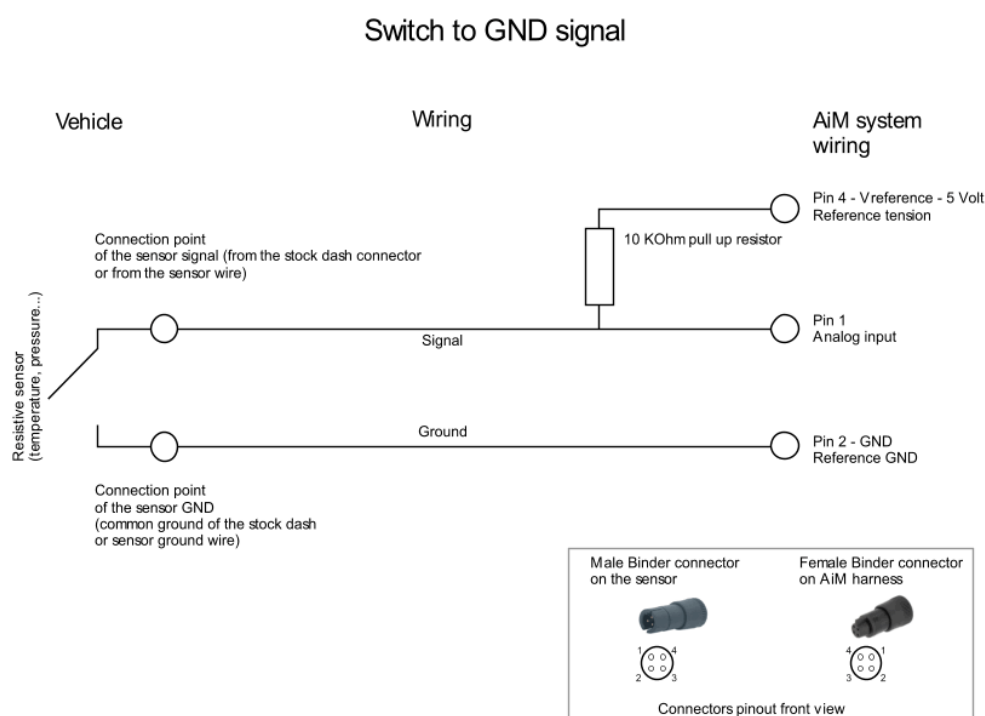 Switch to GND signal
Vehicle
Wiring
AiM system
wiring
Pin 4 - Vreference - 5 Volt
Reference tension
10 KOhm pull up resistor
Connection point
of the sensor signal (from the stock dash connector
or from the sensor wire)
Resistive sensor
(temperature, pressure...)
Signal
Pin 1
Analog input
Ground
Pin 2 - GND
Reference GND
Connection point
of the sensor GND
(common ground of the stock dash
or sensor ground wire)
Male Binder connector
on the sensor
Female Binder connector
on AiM harness
1 4
2 3
4 1
3 2
Connectors pinout front view